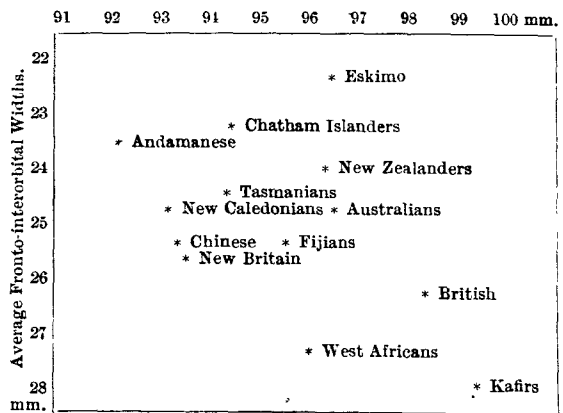 91 92 93 94 95 96 97 98 99 100 mm.
Average Fronto-interorbital Widths.
22
* Eskimo
23
* Chatham Islanders
* Andamanese
24
* New Zealanders
* Tasmanians
* New Caledonians * Australians
25
* Chinese * Fijians
* New Britain
26
* British
27
* West Africans
28
* Kafirs
mm.